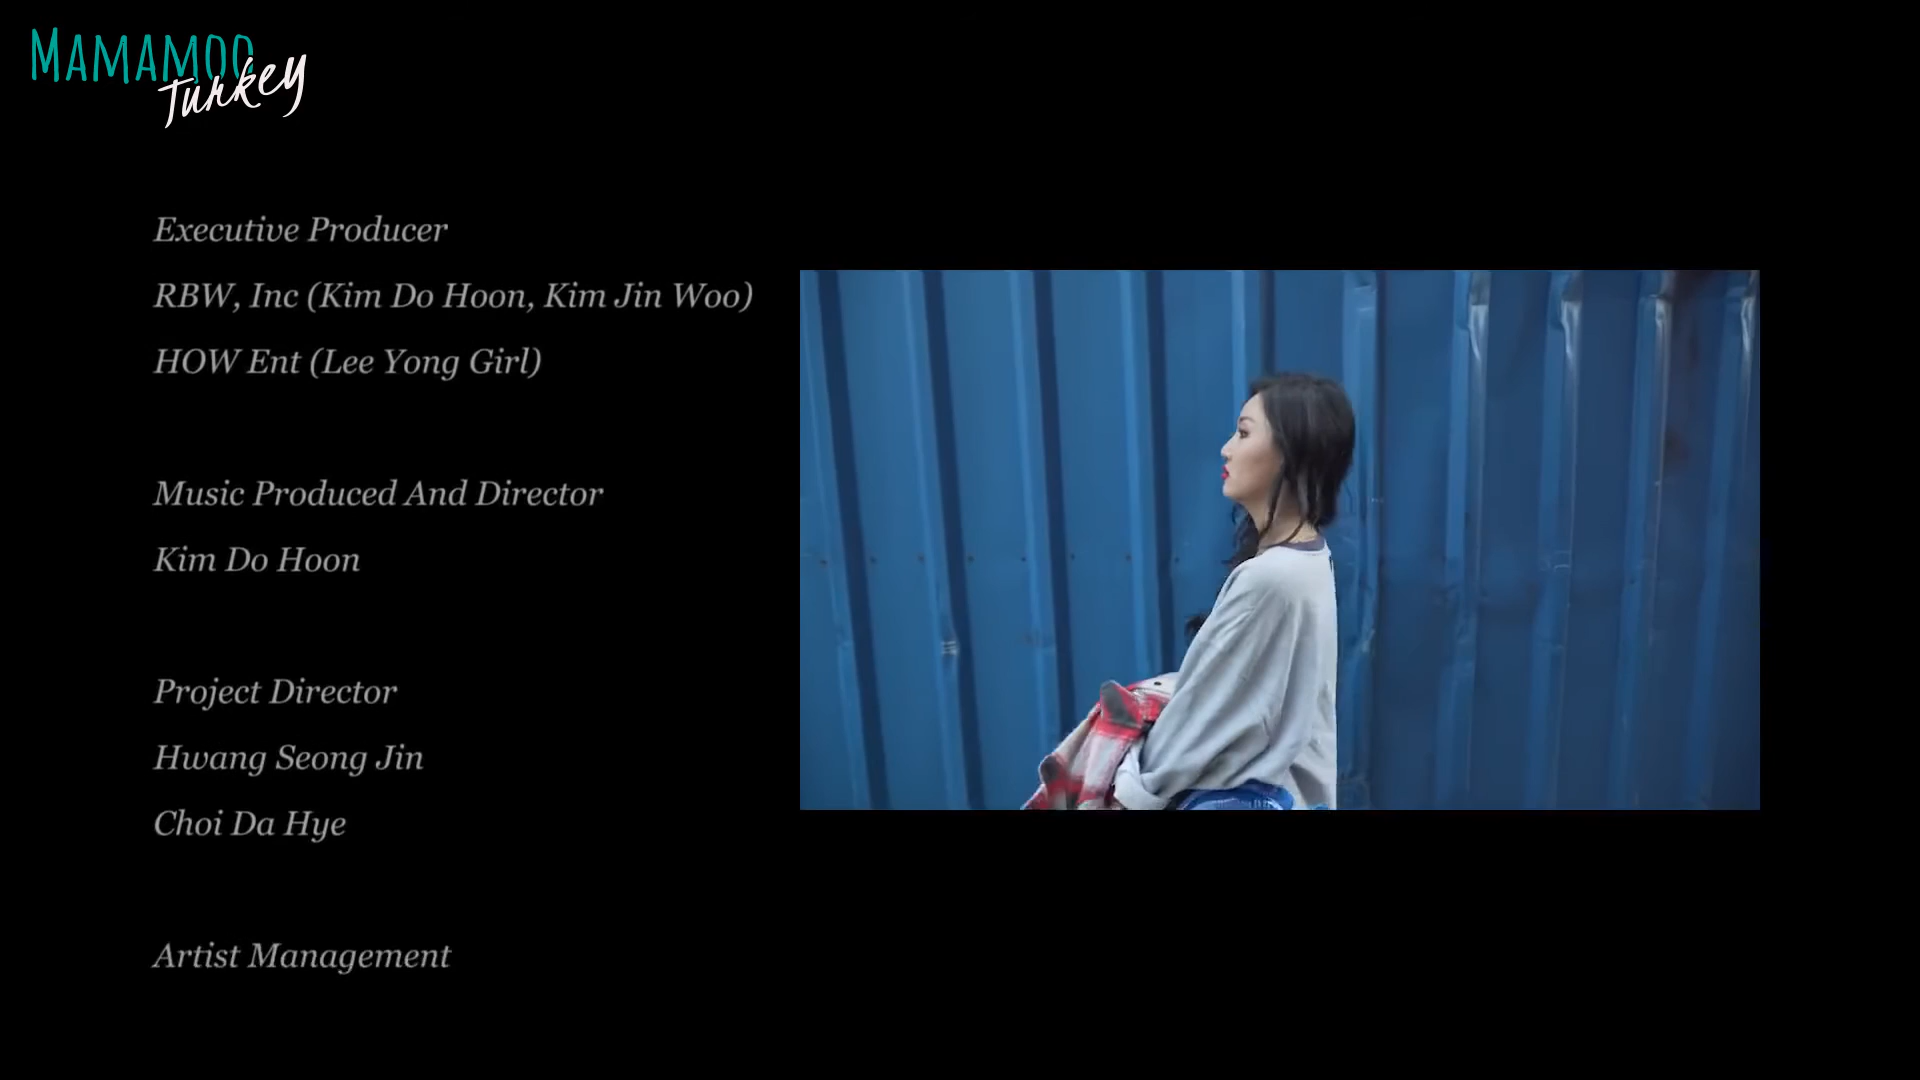 MAMAMOO
Turkey
Executive Producer
RBW, Inc (Kim Do Hoon, Kim Jin Woo)
HOW Ent (Lee Yong Girl)
Music Produced And Director
Kim Do Hoon
Project Director
Hwang Seong Jin
Choi Da Hye
Artist Management